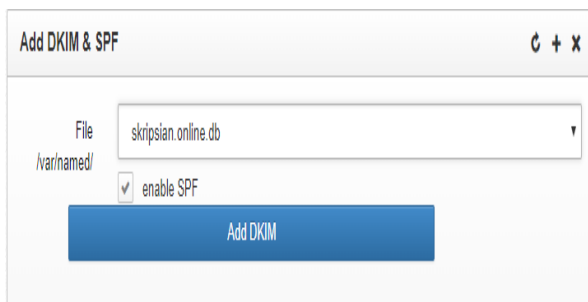 Add DKIM & SPF
File
/var/named/
skripsian.online.db
enable SPF
Add DKIM